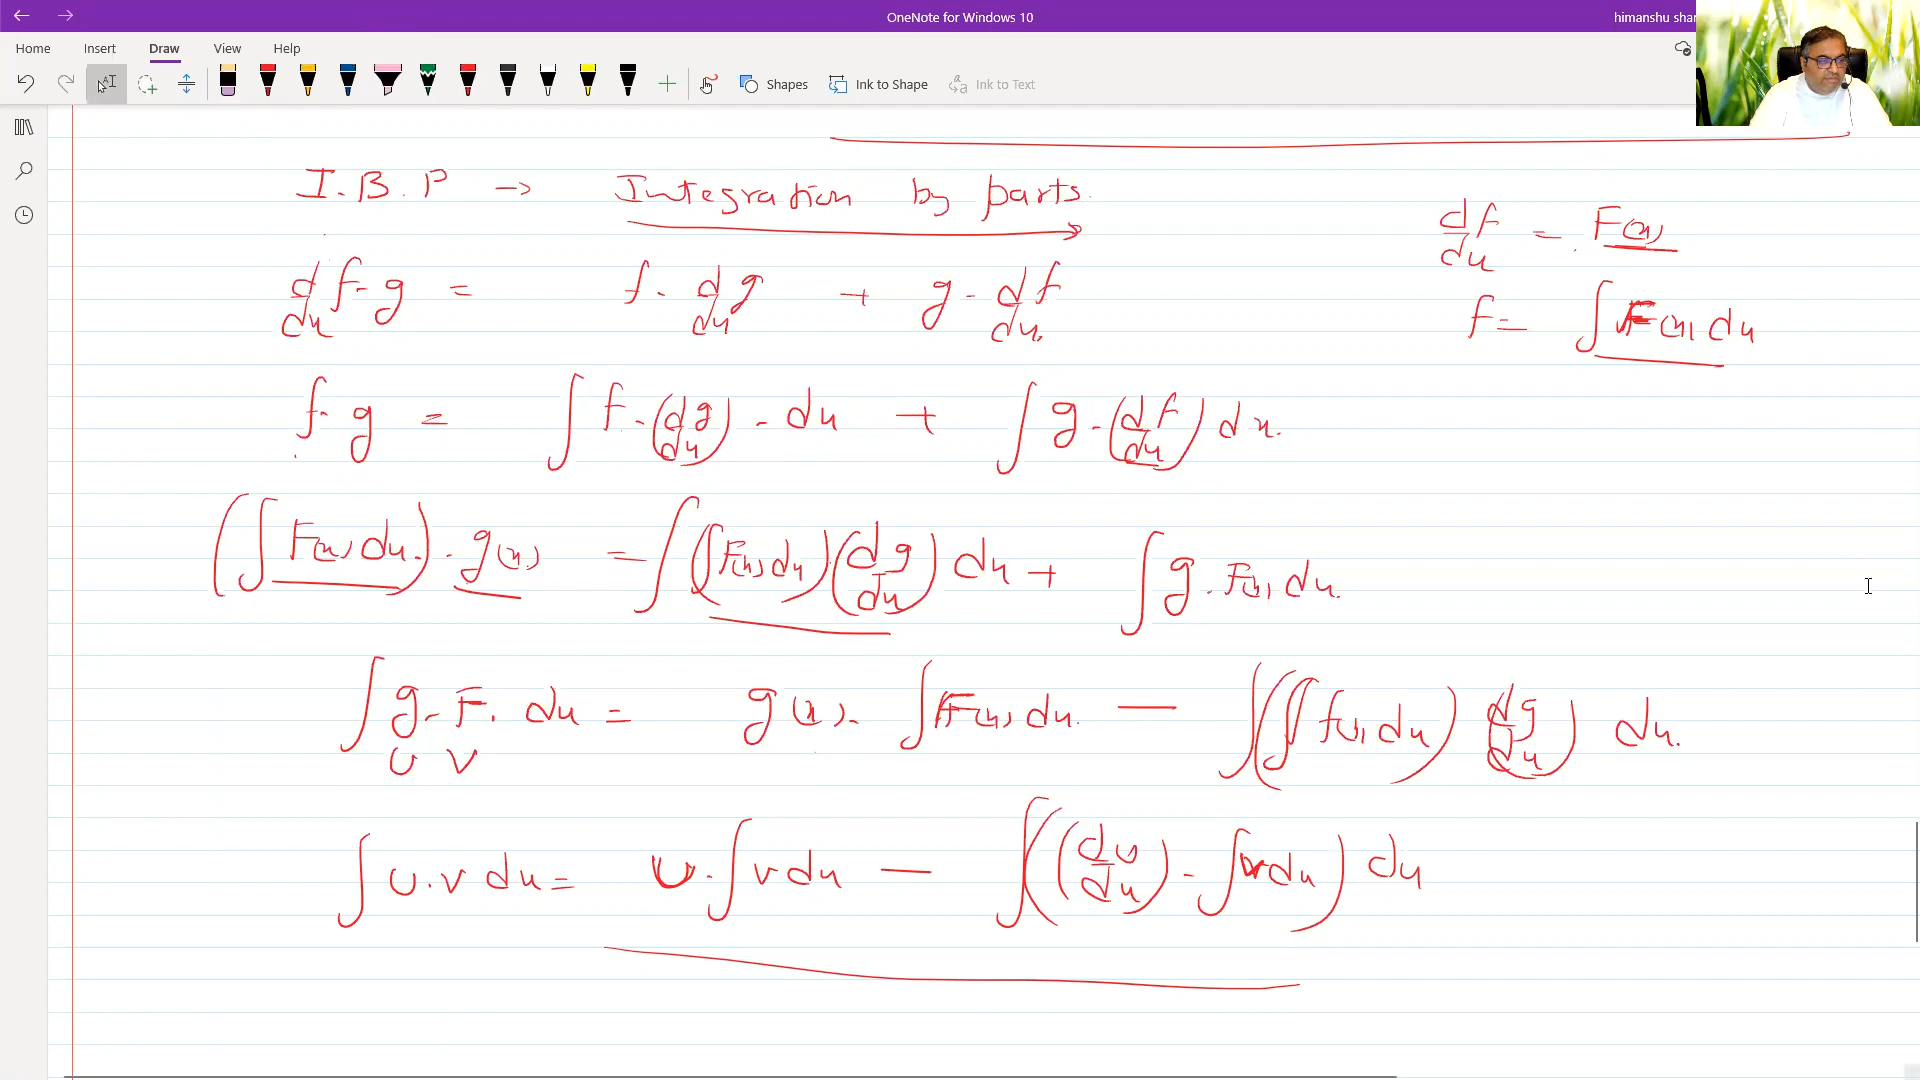 OneNote for Windows 10
himanshu shar
Home Insert Draw View Help
Shapes Ink to Shape Ink to Text
I.B.P → Integration by parts.
df/dx = F(x)
f = ∫ F(x) dx
d/dx f·g = f · d/dx g + g · d/dx f
f·g = ∫ f · (dg/dx) · dx + ∫ g · (df/dx) dx.
(∫ F(x) dx) · g(x) = ∫ (∫ F(x) dx) (dg/dx) dx + ∫ g · F(x) dx.
∫ g · F · dx = g(x) · ∫ F(x) dx. — ∫ ((∫ f(x) dx) (dg/dx)) dx.
U V
∫ U·V dx = U · ∫ V dx — ∫ ((dU/dx) · ∫ V dx) dx